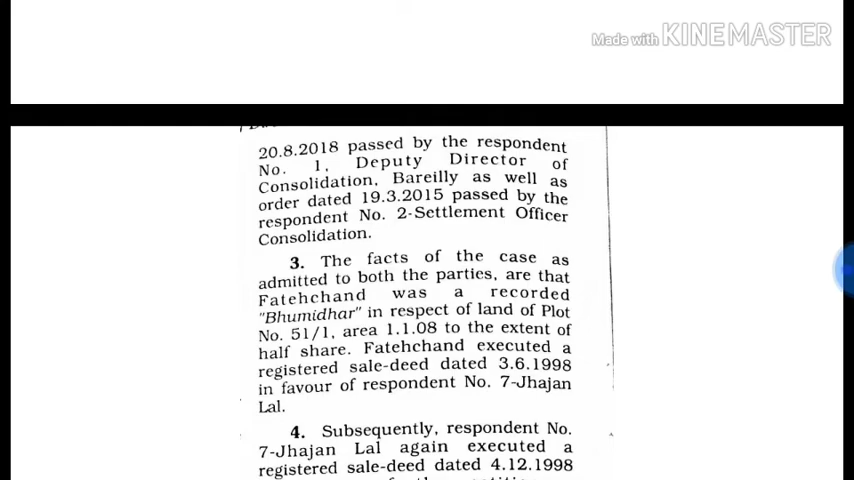 Made with KINEMASTER
20.8.2018 passed by the respondent
No. 1, Deputy Director of
Consolidation, Bareilly as well as
order dated 19.3.2015 passed by the
respondent No. 2-Settlement Officer
Consolidation.
3. The facts of the case as
admitted to both the parties, are that
Fatehchand was a recorded
"Bhumidhar" in respect of land of Plot
No. 51/1, area 1.1.08 to the extent of
half share. Fatehchand executed a
registered sale-deed dated 3.6.1998
in favour of respondent No. 7-Jhajan
Lal.
4. Subsequently, respondent No.
7-Jhajan Lal again executed a
registered sale-deed dated 4.12.1998